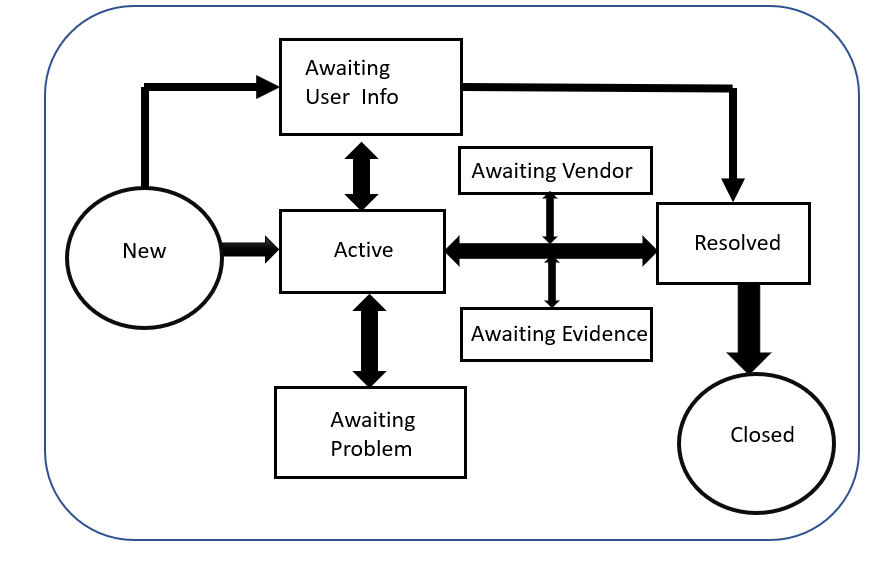 Awaiting
User Info
Awaiting Vendor
New
Active
Resolved
Awaiting Evidence
Awaiting
Problem
Closed